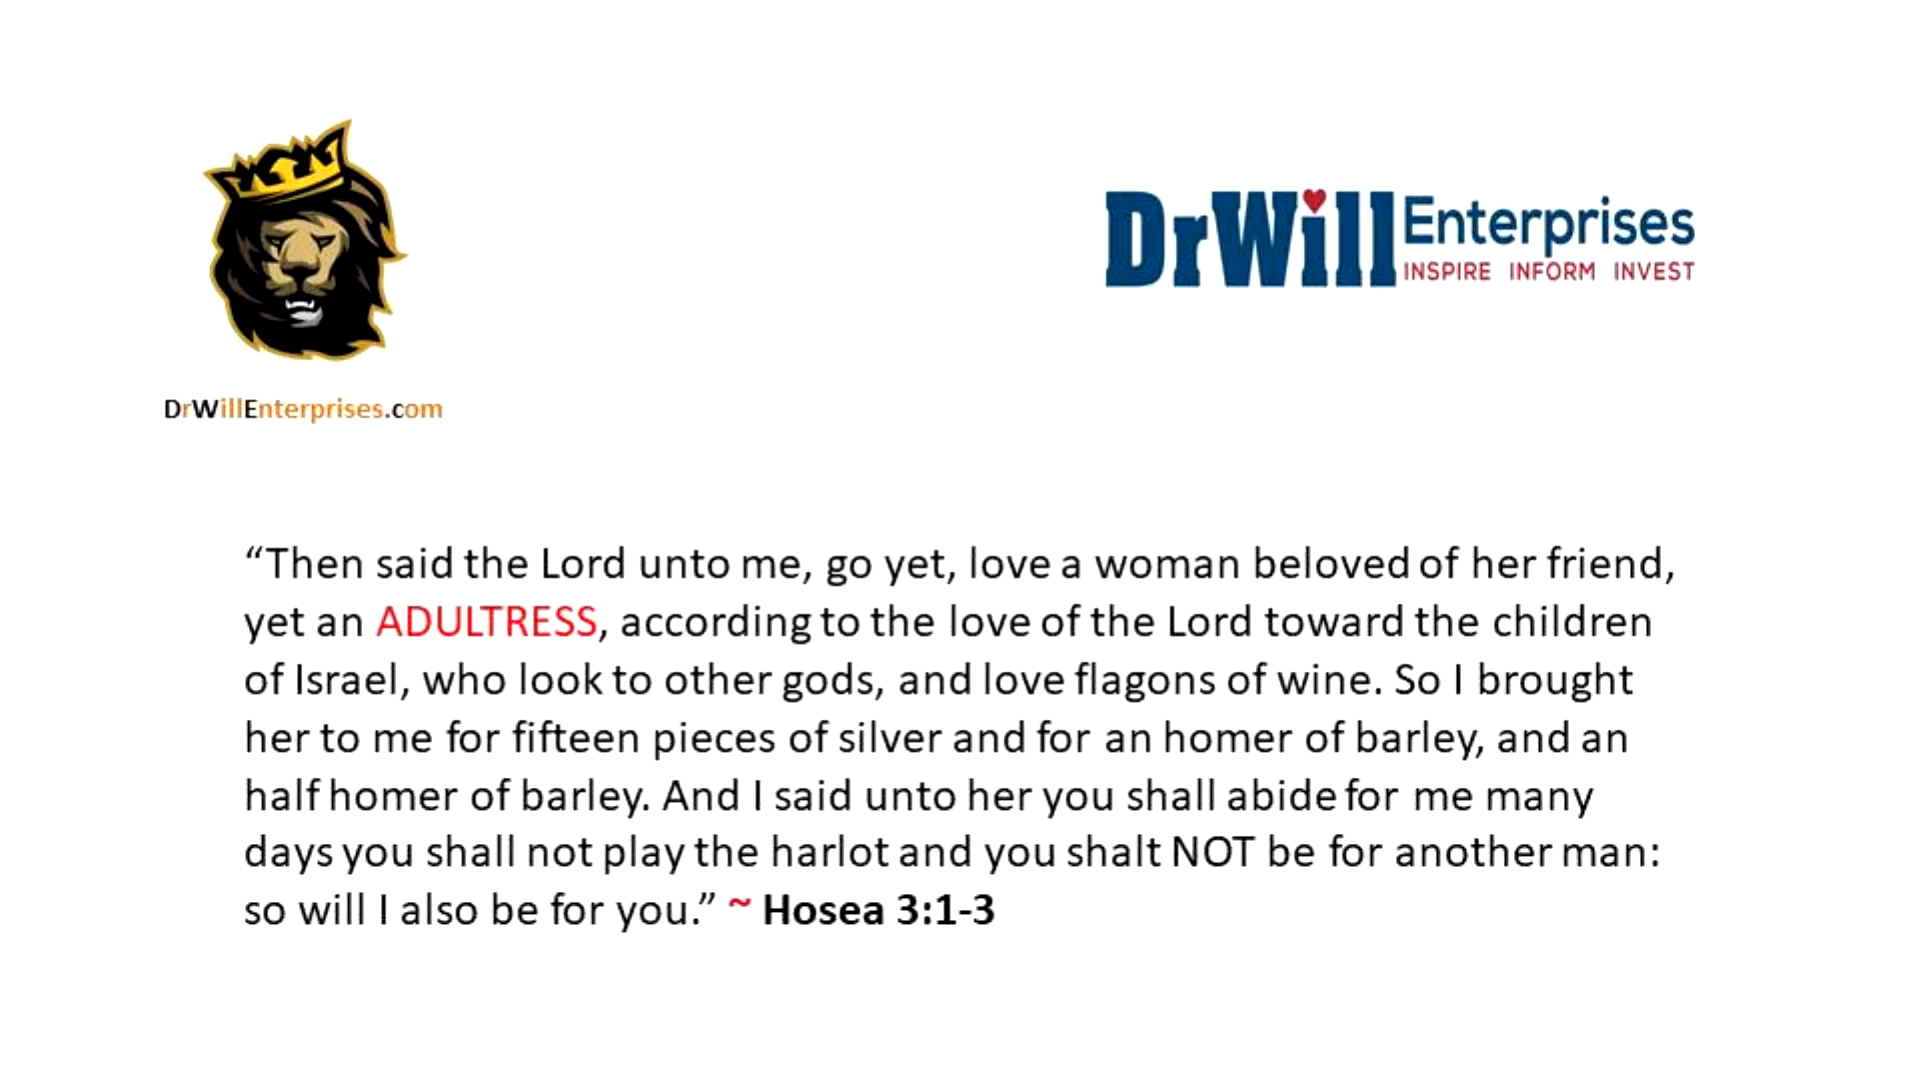 DrWill Enterprises
INSPIRE INFORM INVEST
DrWillEnterprises.com
“Then said the Lord unto me, go yet, love a woman beloved of her friend,
yet an ADULTRESS, according to the love of the Lord toward the children
of Israel, who look to other gods, and love flagons of wine. So I brought
her to me for fifteen pieces of silver and for an homer of barley, and an
half homer of barley. And I said unto her you shall abide for me many
days you shall not play the harlot and you shalt NOT be for another man:
so will I also be for you.” ~ Hosea 3:1-3